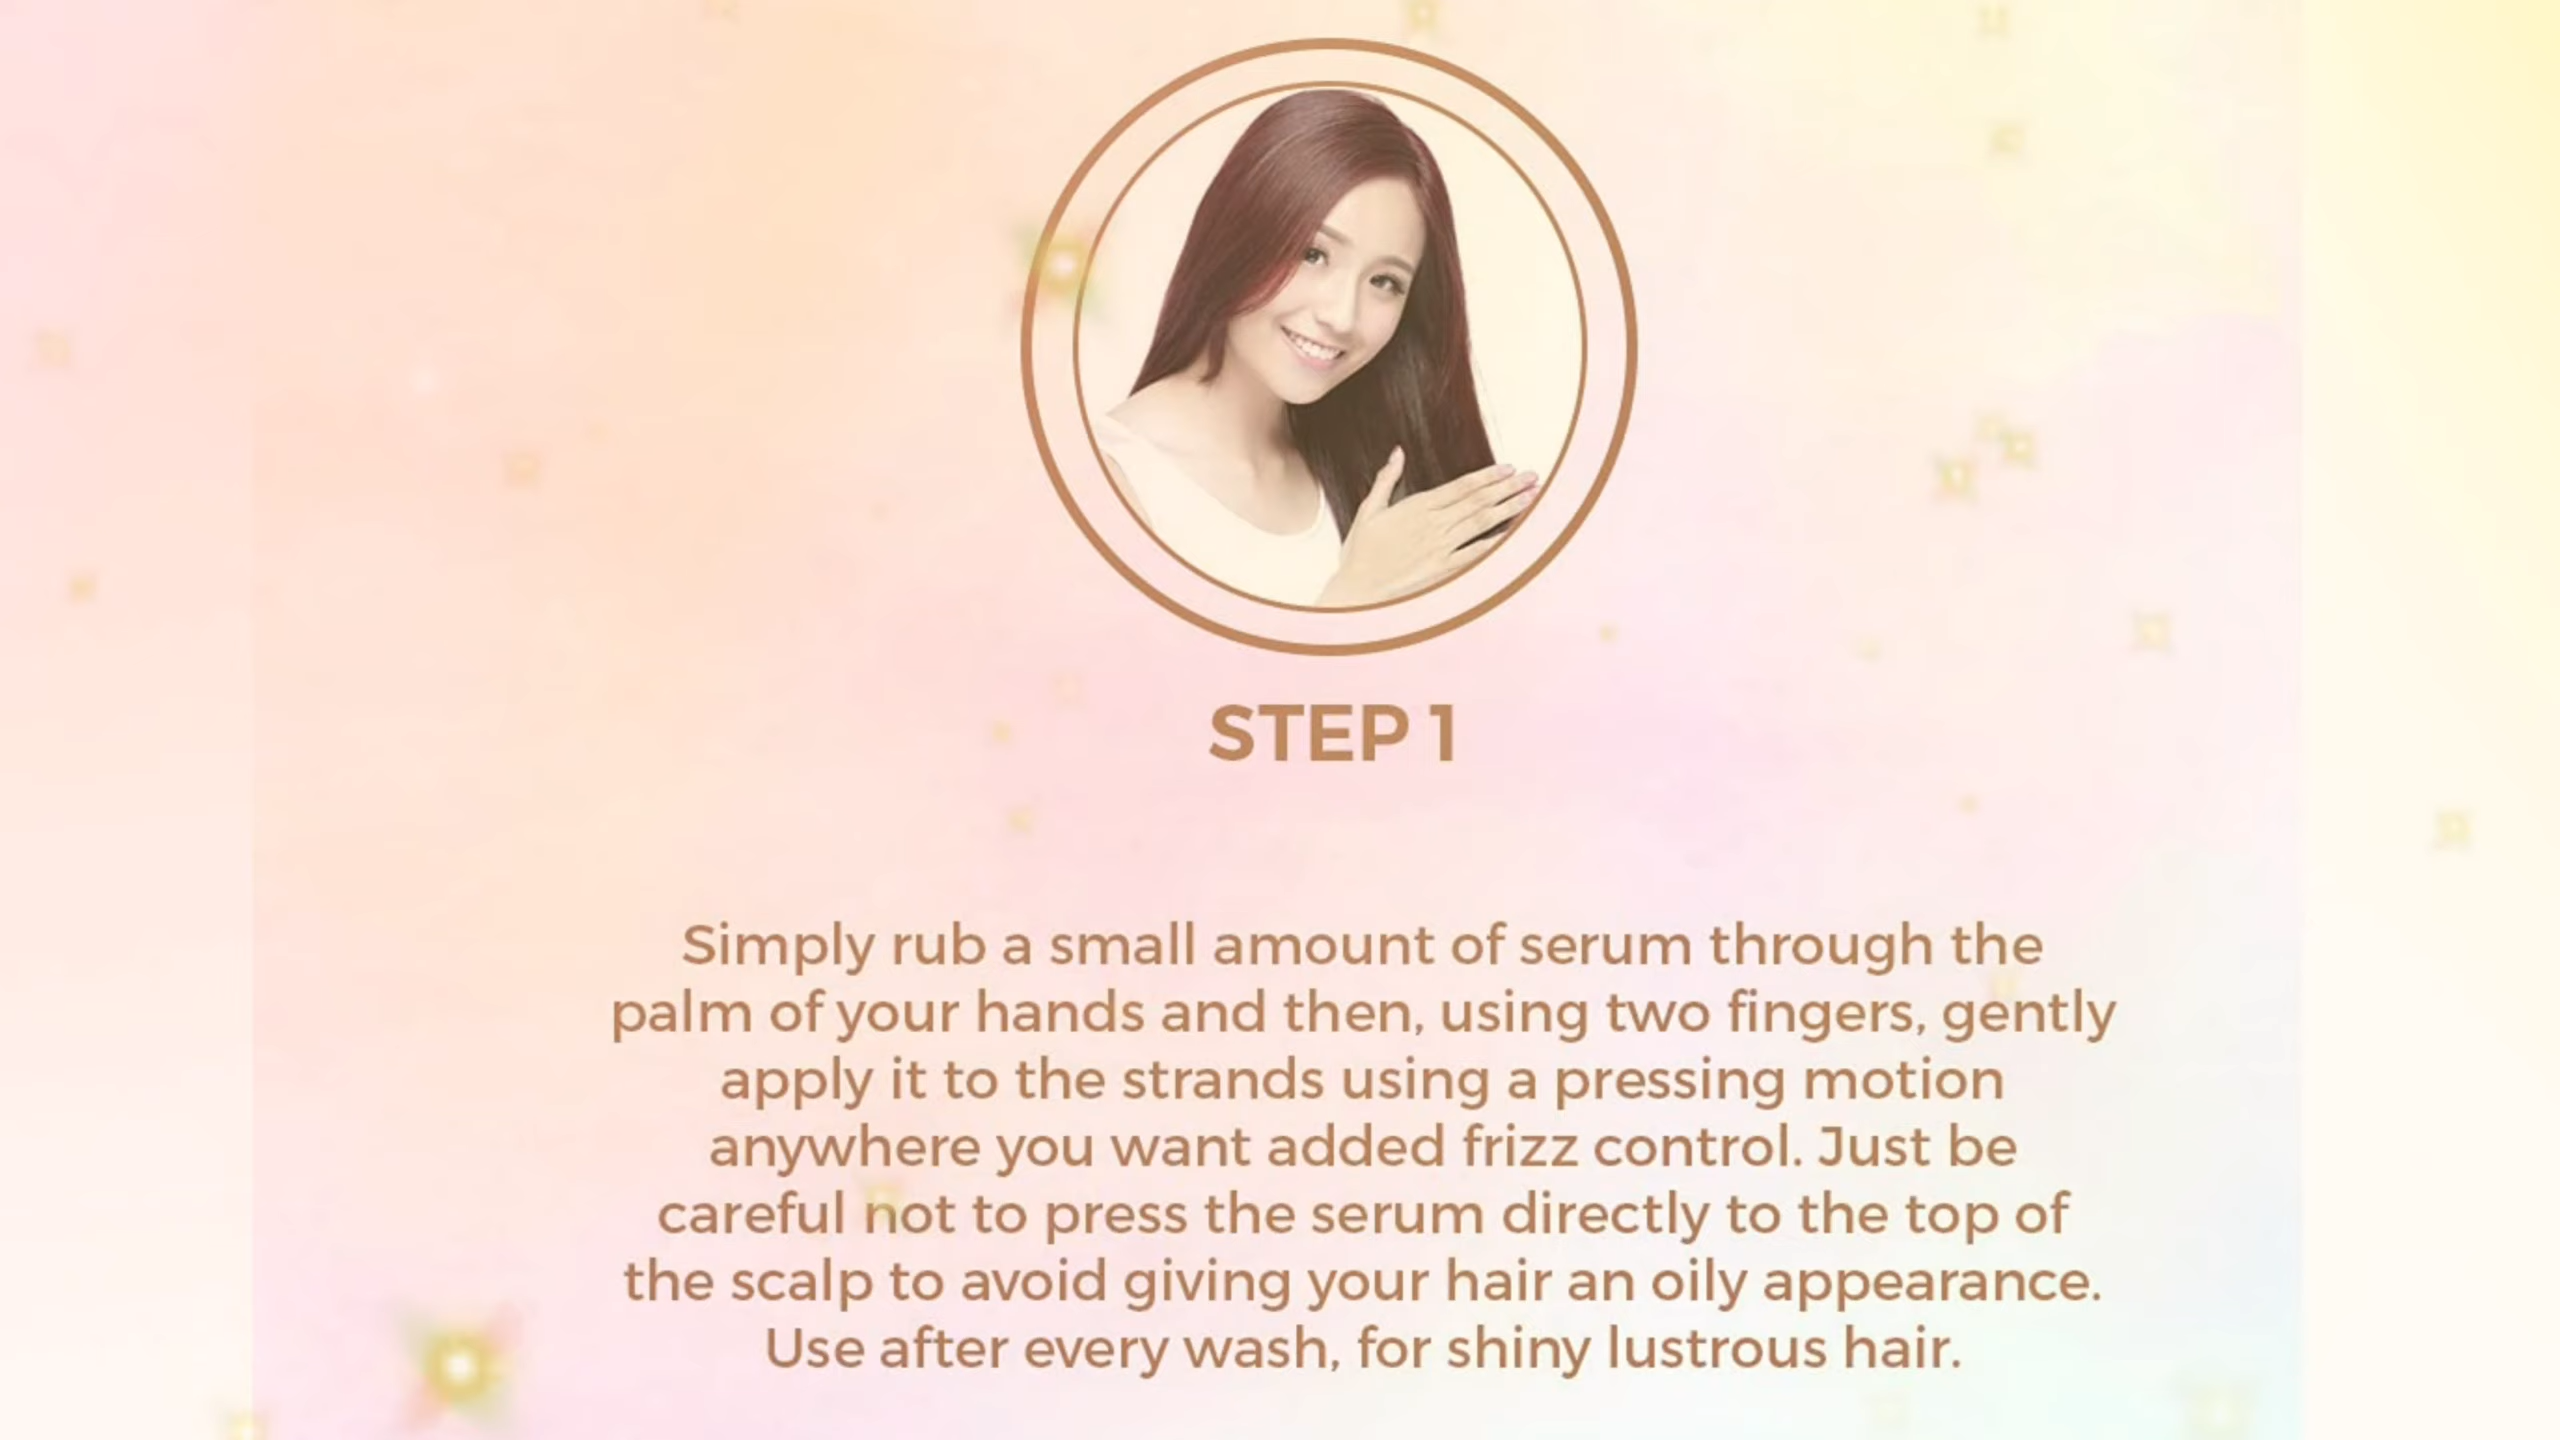 STEP 1
Simply rub a small amount of serum through the
palm of your hands and then, using two fingers, gently
apply it to the strands using a pressing motion
anywhere you want added frizz control. Just be
careful not to press the serum directly to the top of
the scalp to avoid giving your hair an oily appearance.
Use after every wash, for shiny lustrous hair.